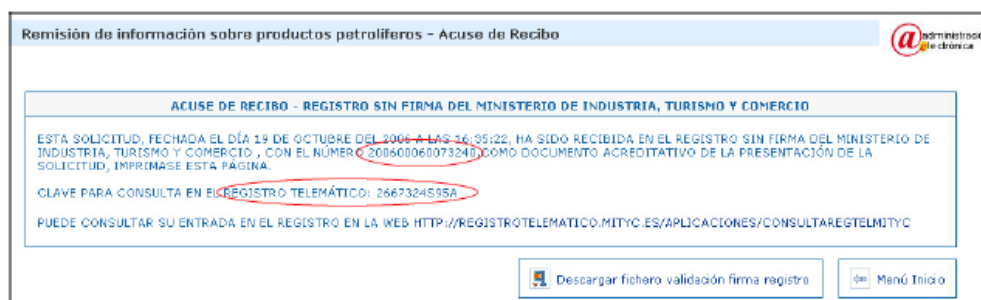 Remisión de información sobre productos petrolíferos - Acuse de Recibo
administració
electrónica
ACUSE DE RECIBO - REGISTRO SIN FIRMA DEL MINISTERIO DE INDUSTRIA, TURISMO Y COMERCIO
ESTA SOLICITUD, FECHADA EL DÍA 19 DE OCTUBRE DEL 2006 A LAS 16:35:22, HA SIDO RECIBIDA EN EL REGISTRO SIN FIRMA DEL MINISTERIO DE
INDUSTRIA, TURISMO Y COMERCIO , CON EL NÚMERO 200600060073240, COMO DOCUMENTO ACREDITATIVO DE LA PRESENTACIÓN DE LA
SOLICITUD, IMPRIMASE ESTA PÁGINA.
CLAVE PARA CONSULTA EN EL REGISTRO TELEMÁTICO: 2667324S95A
PUEDE CONSULTAR SU ENTRADA EN EL REGISTRO EN LA WEB HTTP://REGISTROTELEMATICO.MITYC.ES/APLICACIONES/CONSULTAREGTELMITYC
Descargar fichero validación firma registro
Menú Inicio